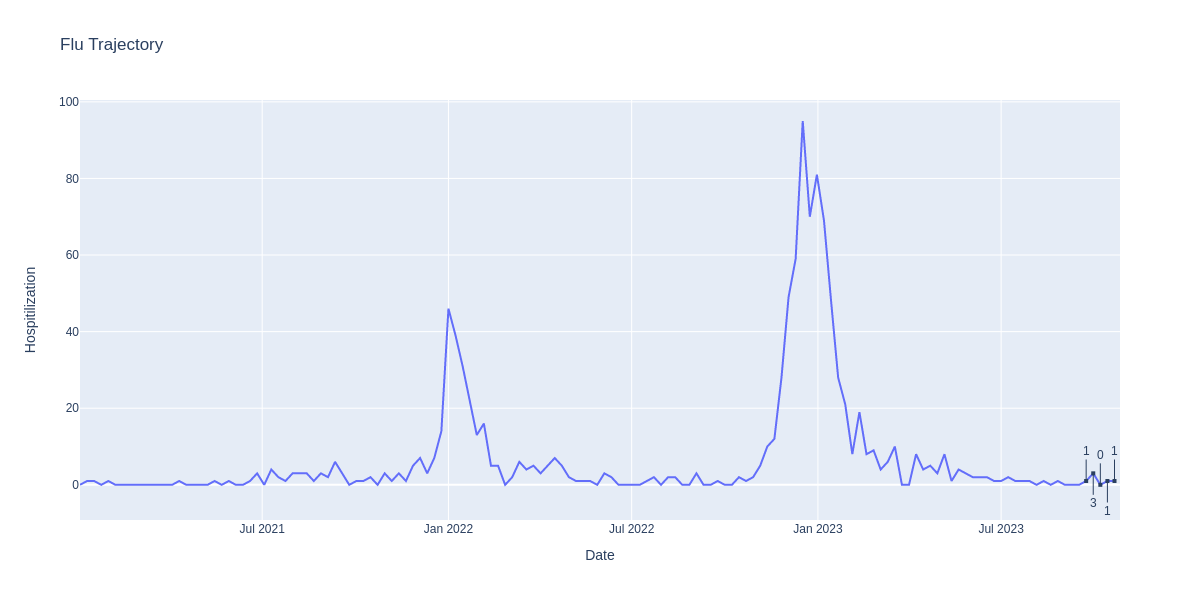 Flu Trajectory
100
80
60
40
20
0
Hospitilization
1
0
1
3
1
Jul 2021
Jan 2022
Jul 2022
Jan 2023
Jul 2023
Date